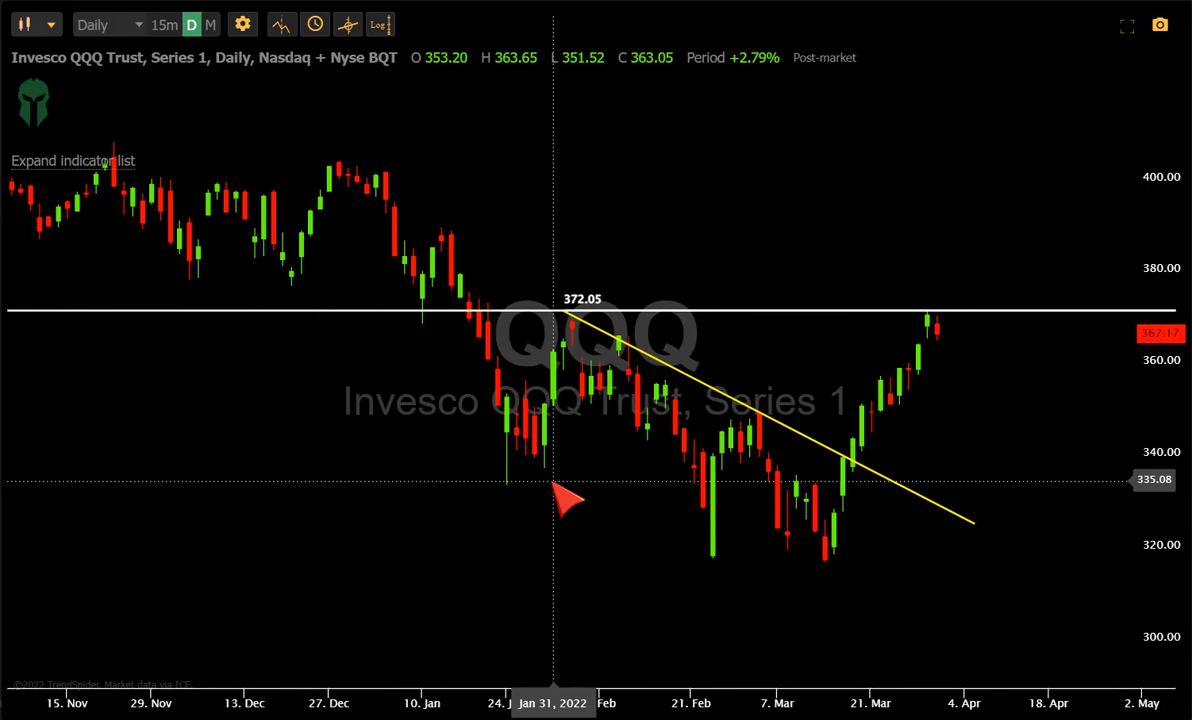 Daily 15m D M Log
Invesco QQQ Trust, Series 1, Daily, Nasdaq + Nyse BQT O 353.20 H 363.65 L 351.52 C 363.05 Period +2.79% Post-market
Expand indicator list
400.00
380.00
372.05
367.17
360.00
QQQ
Invesco QQQ Trust, Series 1
340.00
335.08
320.00
300.00
©2022 TrendSpider. Market data via ICE.
15. Nov 29. Nov 13. Dec 27. Dec 10. Jan 24. J Jan 31, 2022 Feb 21. Feb 7. Mar 21. Mar 4. Apr 18. Apr 2. May